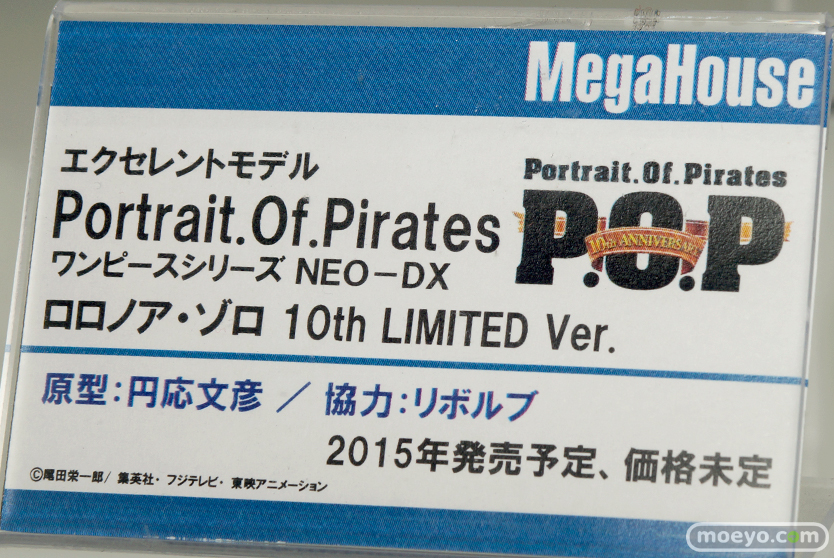 MegaHouse
エクセレントモデル
Portrait.Of.Pirates
Portrait.Of.Pirates
P.O.P
10th ANNIVERSARY
ワンピースシリーズ NEO-DX
ロロノア・ゾロ 10th LIMITED Ver.
原型:円応文彦 / 協力:リボルブ
2015年発売予定、価格未定
©尾田栄一郎/ 集英社・フジテレビ・東映アニメーション
moeyo.com